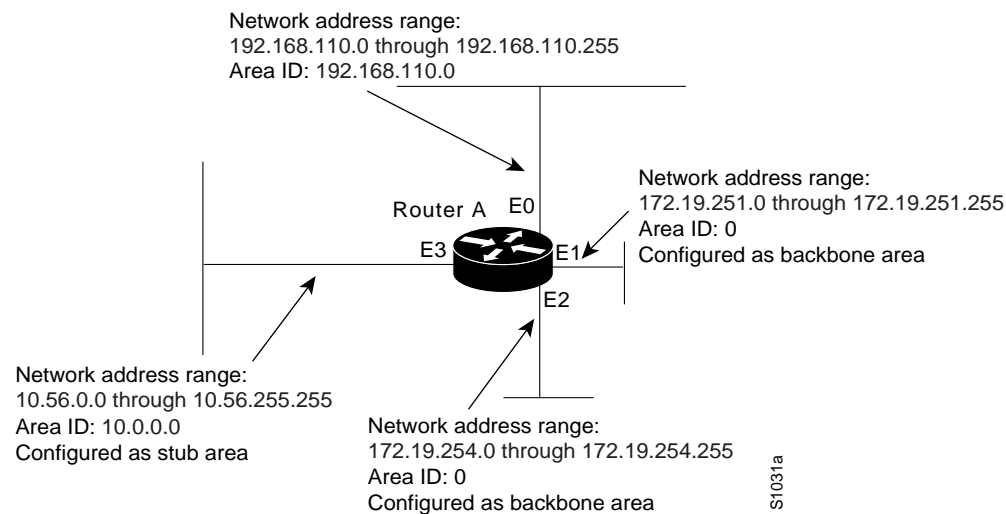 Network address range:
192.168.110.0 through 192.168.110.255
Area ID: 192.168.110.0
Network address range:
172.19.251.0 through 172.19.251.255
Area ID: 0
Configured as backbone area
Router A
E0
E3
E1
E2
Network address range:
10.56.0.0 through 10.56.255.255
Area ID: 10.0.0.0
Configured as stub area
Network address range:
172.19.254.0 through 172.19.254.255
Area ID: 0
Configured as backbone area
S1031a